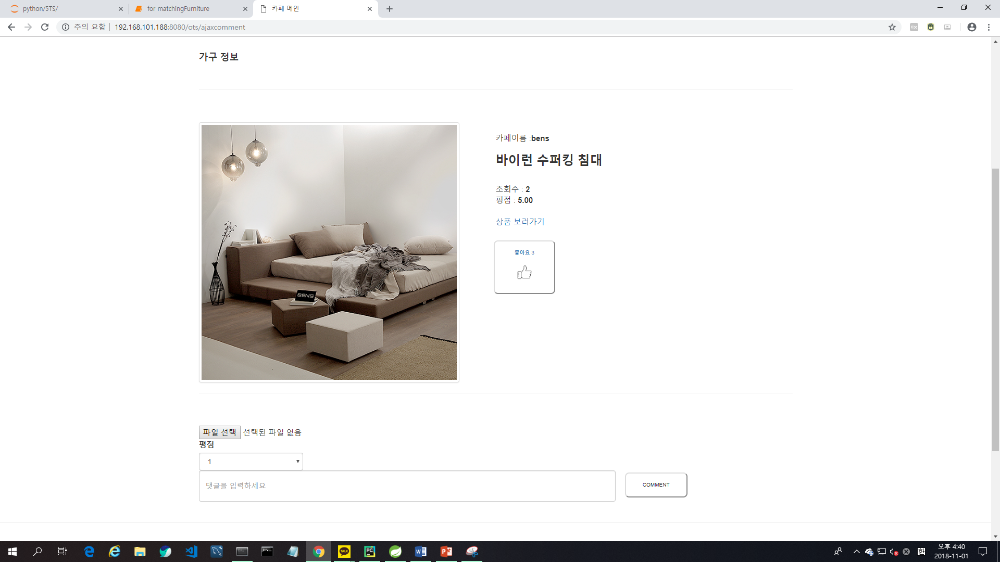 python/5TS/
for matchingFurniture
카페 메인
주의 요함
192.168.101.188:8080/ots/ajaxcomment
가구 정보
카페이름 :bens
바이런 수퍼킹 침대
조회수 : 2
평점 : 5.00
상품 보러가기
좋아요 3
BENS
파일 선택 선택된 파일 없음
평점
1
댓글을 입력하세요
COMMENT
TALK
PC
한
오후 4:40
2018-11-01